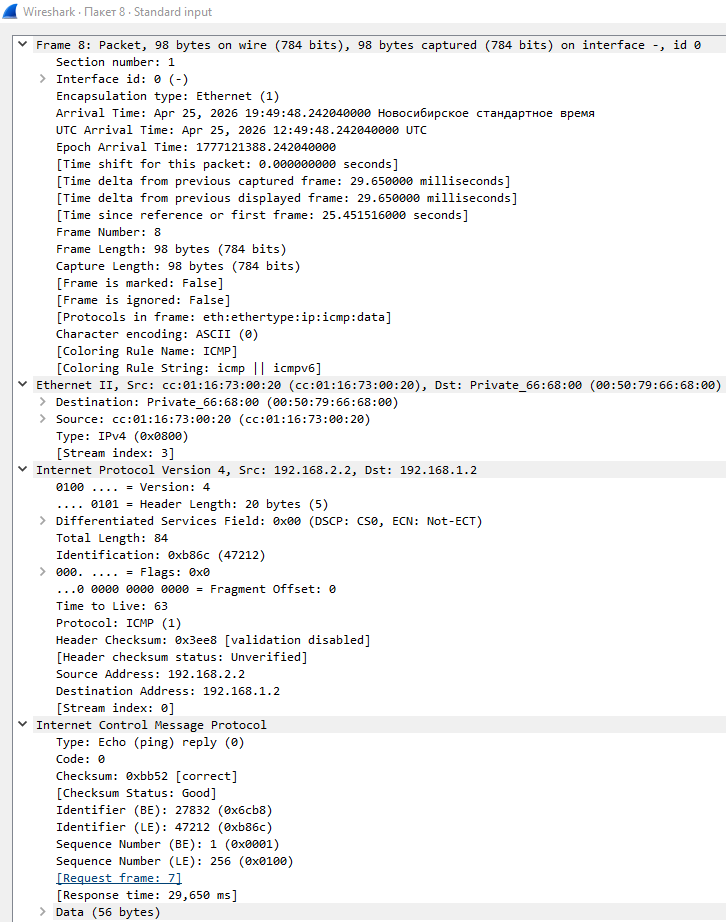 Wireshark · Пакет 8 · Standard input
Frame 8: Packet, 98 bytes on wire (784 bits), 98 bytes captured (784 bits) on interface -, id 0
Section number: 1
Interface id: 0 (-)
Encapsulation type: Ethernet (1)
Arrival Time: Apr 25, 2026 19:49:48.242040000 Новосибирское стандартное время
UTC Arrival Time: Apr 25, 2026 12:49:48.242040000 UTC
Epoch Arrival Time: 1777121388.242040000
[Time shift for this packet: 0.000000000 seconds]
[Time delta from previous captured frame: 29.650000 milliseconds]
[Time delta from previous displayed frame: 29.650000 milliseconds]
[Time since reference or first frame: 25.451516000 seconds]
Frame Number: 8
Frame Length: 98 bytes (784 bits)
Capture Length: 98 bytes (784 bits)
[Frame is marked: False]
[Frame is ignored: False]
[Protocols in frame: eth:ethertype:ip:icmp:data]
Character encoding: ASCII (0)
[Coloring Rule Name: ICMP]
[Coloring Rule String: icmp || icmpv6]
Ethernet II, Src: cc:01:16:73:00:20 (cc:01:16:73:00:20), Dst: Private_66:68:00 (00:50:79:66:68:00)
Destination: Private_66:68:00 (00:50:79:66:68:00)
Source: cc:01:16:73:00:20 (cc:01:16:73:00:20)
Type: IPv4 (0x0800)
[Stream index: 3]
Internet Protocol Version 4, Src: 192.168.2.2, Dst: 192.168.1.2
0100 .... = Version: 4
.... 0101 = Header Length: 20 bytes (5)
Differentiated Services Field: 0x00 (DSCP: CS0, ECN: Not-ECT)
Total Length: 84
Identification: 0xb86c (47212)
000. .... = Flags: 0x0
...0 0000 0000 0000 = Fragment Offset: 0
Time to Live: 63
Protocol: ICMP (1)
Header Checksum: 0x3ee8 [validation disabled]
[Header checksum status: Unverified]
Source Address: 192.168.2.2
Destination Address: 192.168.1.2
[Stream index: 0]
Internet Control Message Protocol
Type: Echo (ping) reply (0)
Code: 0
Checksum: 0xbb52 [correct]
[Checksum Status: Good]
Identifier (BE): 27832 (0x6cb8)
Identifier (LE): 47212 (0xb86c)
Sequence Number (BE): 1 (0x0001)
Sequence Number (LE): 256 (0x0100)
[Request frame: 7]
[Response time: 29,650 ms]
Data (56 bytes)